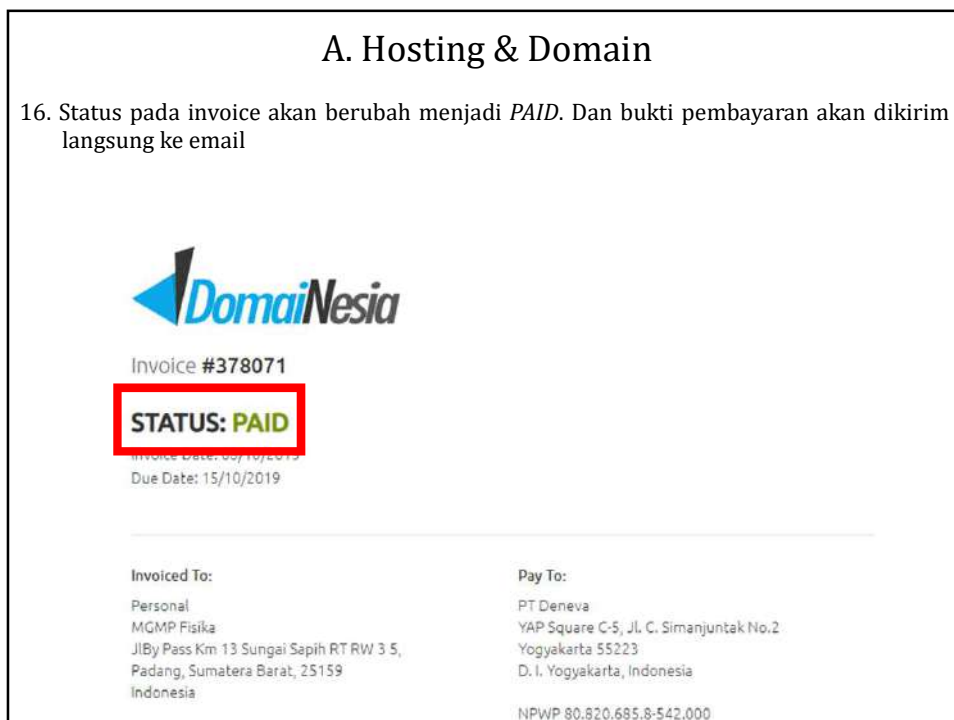 A. Hosting & Domain
16. Status pada invoice akan berubah menjadi PAID. Dan bukti pembayaran akan dikirim
langsung ke email
DomaiNesia
Invoice #378071
STATUS: PAID
Invoice Date:
Due Date: 15/10/2019
Invoiced To:
Personal
MGMP Fisika
JlBy Pass Km 13 Sungai Sapih RT RW 3 5,
Padang, Sumatera Barat, 25159
Indonesia
Pay To:
PT Deneva
YAP Square C-5, Jl. C. Simanjuntak No.2
Yogyakarta 55223
D. I. Yogyakarta, Indonesia
NPWP 80.820.685.8-542.000